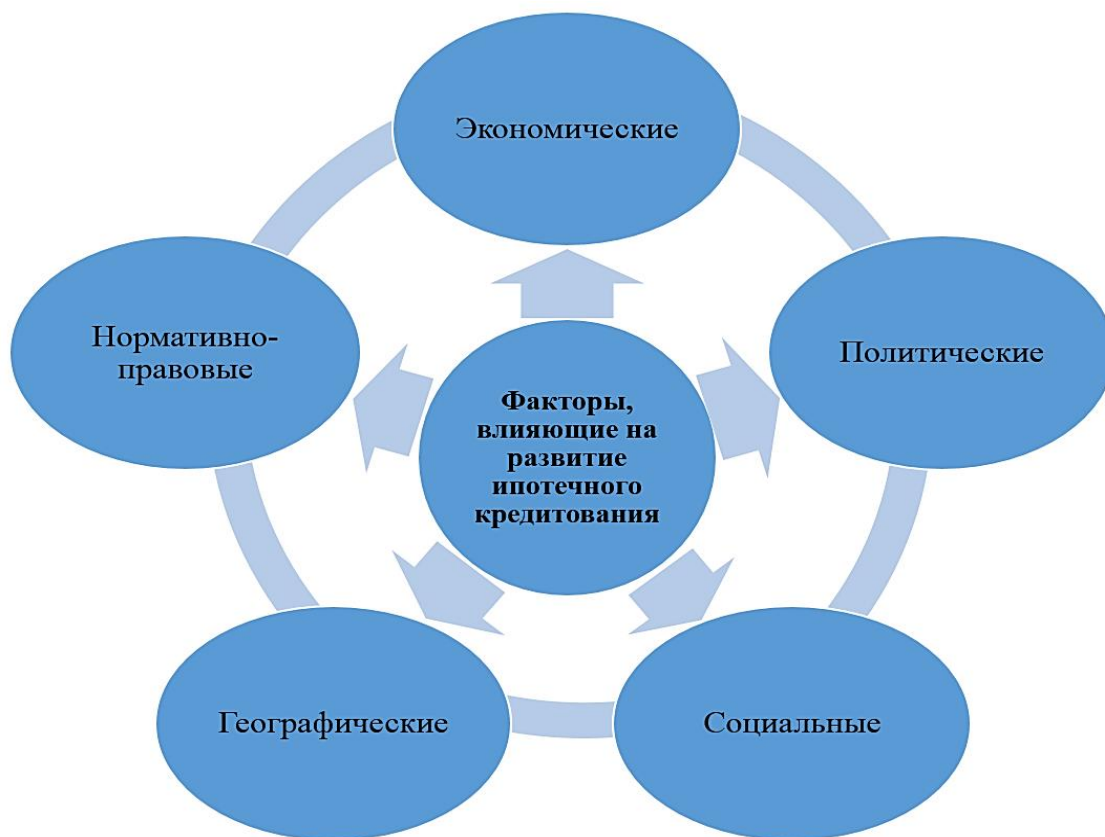 Экономические
Нормативно-
правовые
Политические
Факторы,
влияющие на
развитие
ипотечного
кредитования
Географические
Социальные